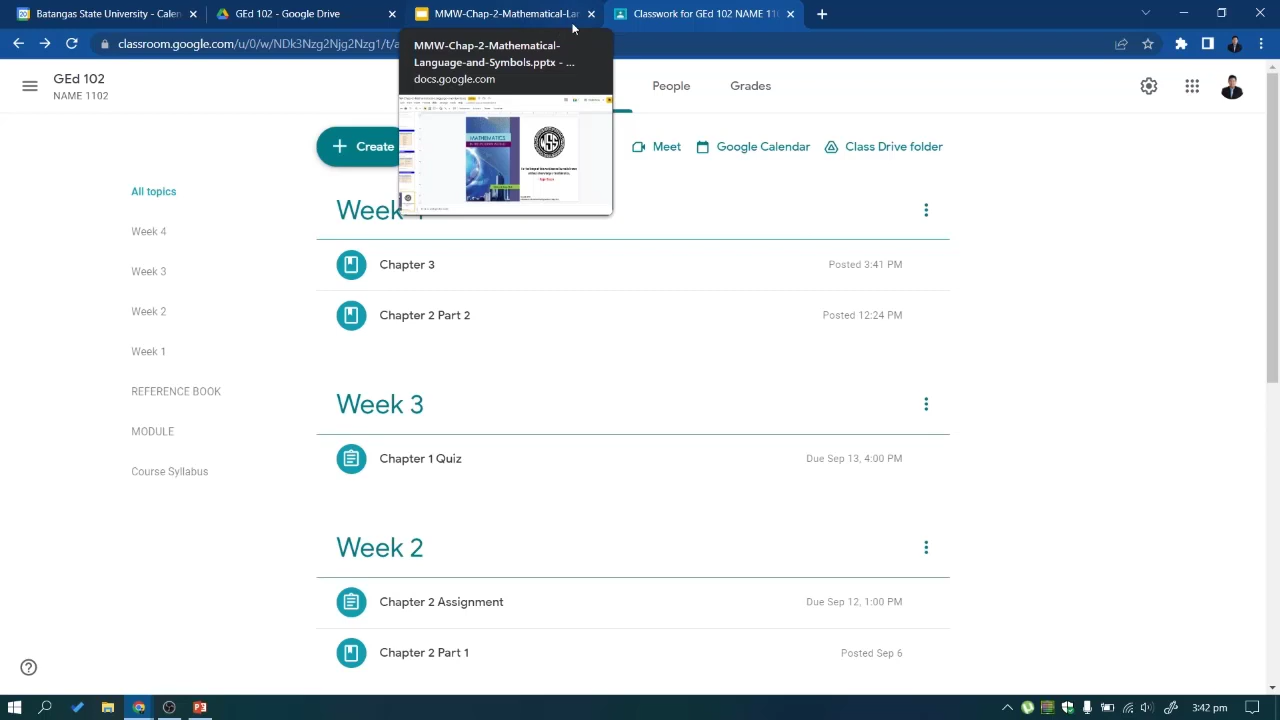 Batangas State University
GEd 102 - Google Drive
MMW-Chap-2-Mathematical-Lan
Classwork for GEd 102 NAME 110
classroom.google.com/u/0/w/NDk3Nzg2Njg2Nzg1/t/
MMW-Chap-2-Mathematical-
Language-and-Symbols.pptx - ...
docs.google.com
GEd 102
NAME 1102
People
Grades
MATHEMATICS
Create
Meet
Google Calendar
Class Drive folder
All topics
Week 4
Week 3
Week 2
Week 1
REFERENCE BOOK
MODULE
Course Syllabus
Week
Chapter 3
Posted 3:41 PM
Chapter 2 Part 2
Posted 12:24 PM
Week 3
Chapter 1 Quiz
Due Sep 13, 4:00 PM
Week 2
Chapter 2 Assignment
Due Sep 12, 1:00 PM
Chapter 2 Part 1
Posted Sep 6
3:42 pm